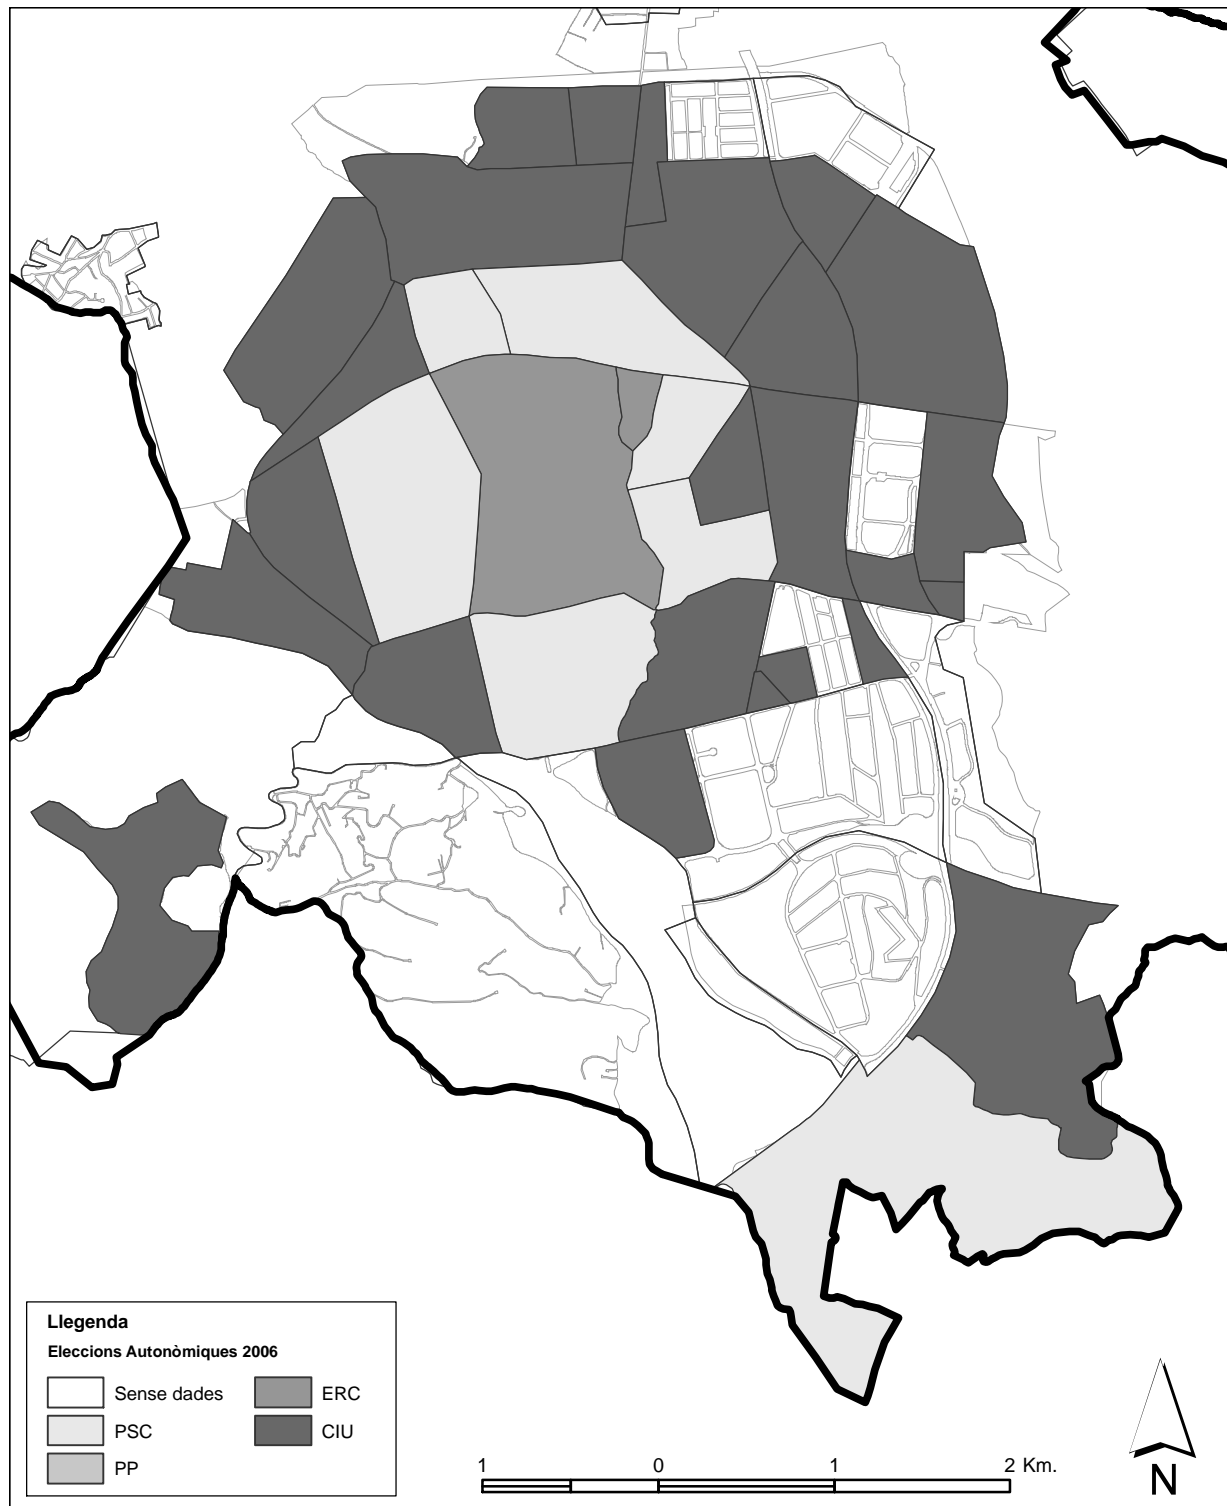 Llegenda
Eleccions Autonòmiques 2006
Sense dades
ERC
PSC
CIU
PP
1 0 1 2 Km.
N